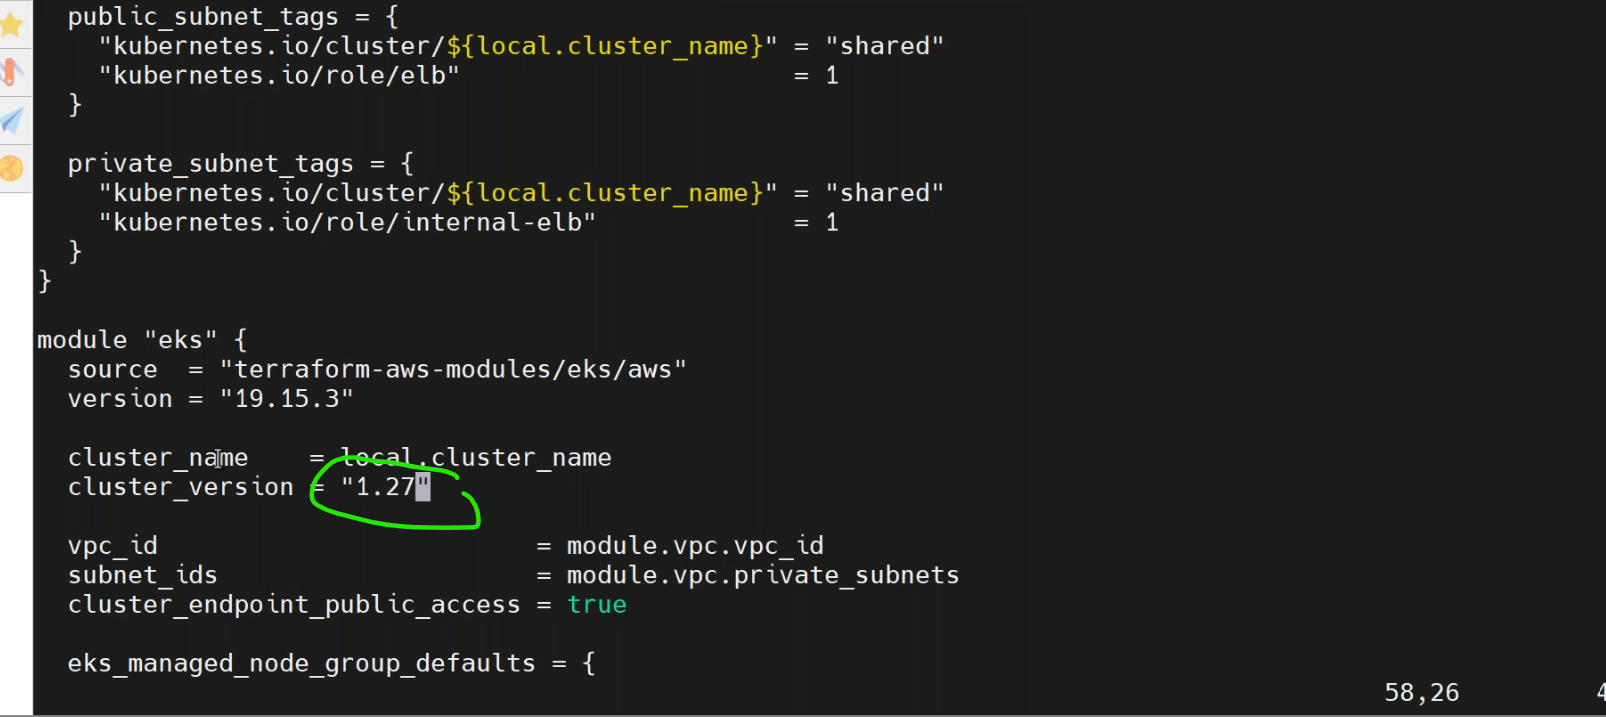 public_subnet_tags = {
"kubernetes.io/cluster/${local.cluster_name}" = "shared"
"kubernetes.io/role/elb" = 1
}
private_subnet_tags = {
"kubernetes.io/cluster/${local.cluster_name}" = "shared"
"kubernetes.io/role/internal-elb" = 1
}
}
module "eks" {
source = "terraform-aws-modules/eks/aws"
version = "19.15.3"
cluster_name = local.cluster_name
cluster_version = "1.27"
vpc_id = module.vpc.vpc_id
subnet_ids = module.vpc.private_subnets
cluster_endpoint_public_access = true
eks_managed_node_group_defaults = {
58,26